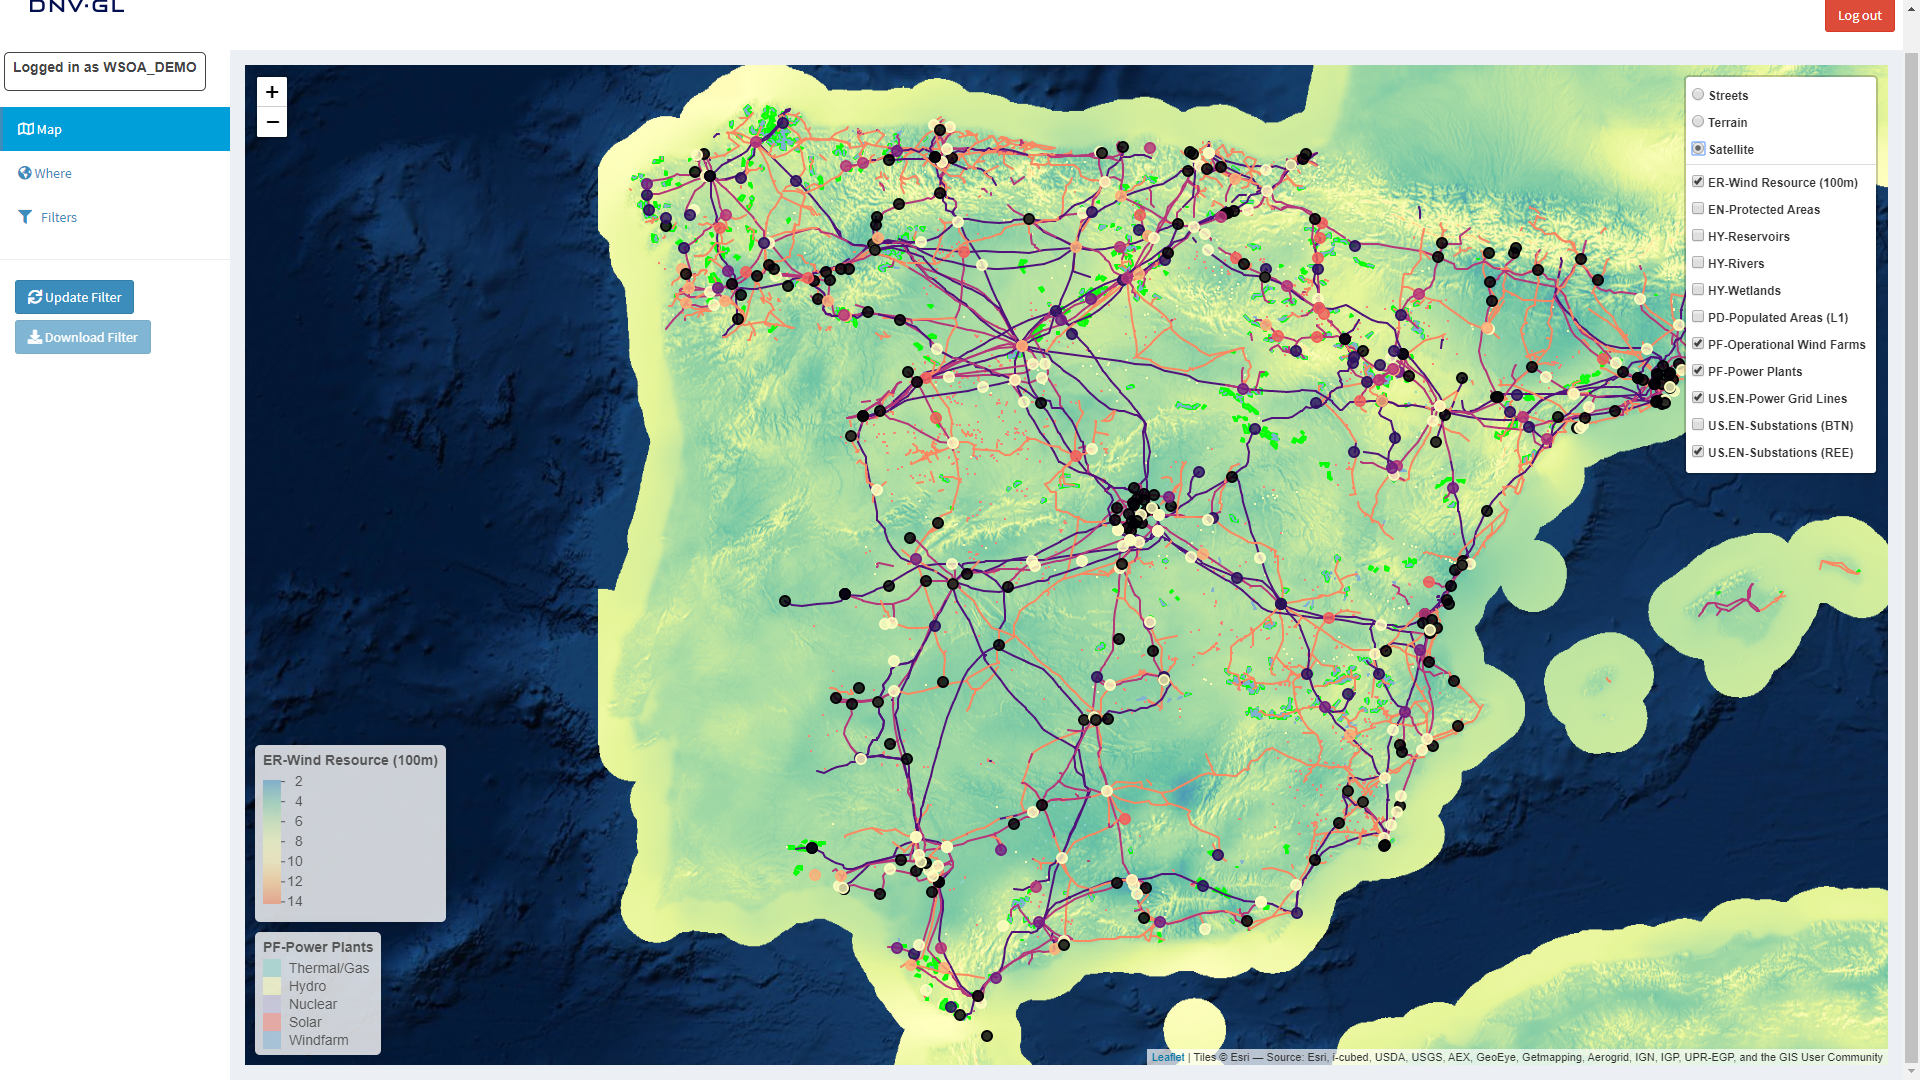 DNV·GL
Log out
Logged in as WSOA_DEMO
Map
Where
Filters
Update Filter
Download Filter
+
−
Streets
Terrain
Satellite
ER-Wind Resource (100m)
EN-Protected Areas
HY-Reservoirs
HY-Rivers
HY-Wetlands
PD-Populated Areas (L1)
PF-Operational Wind Farms
PF-Power Plants
US.EN-Power Grid Lines
US.EN-Substations (BTN)
US.EN-Substations (REE)
ER-Wind Resource (100m)
2
4
6
8
10
12
14
PF-Power Plants
Thermal/Gas
Hydro
Nuclear
Solar
Windfarm
Leaflet | Tiles © Esri — Source: Esri, i-cubed, USDA, USGS, AEX, GeoEye, Getmapping, Aerogrid, IGN, IGP, UPR-EGP, and the GIS User Community